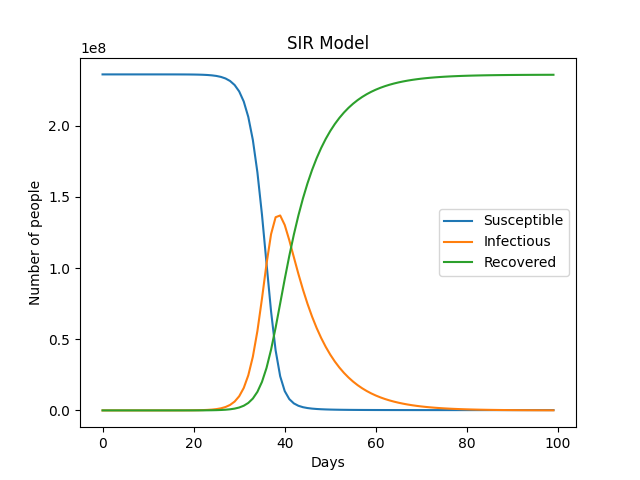 SIR Model
1e8
2.0
1.5
1.0
0.5
0.0
Number of people
Susceptible
Infectious
Recovered
0 20 40 60 80 100
Days